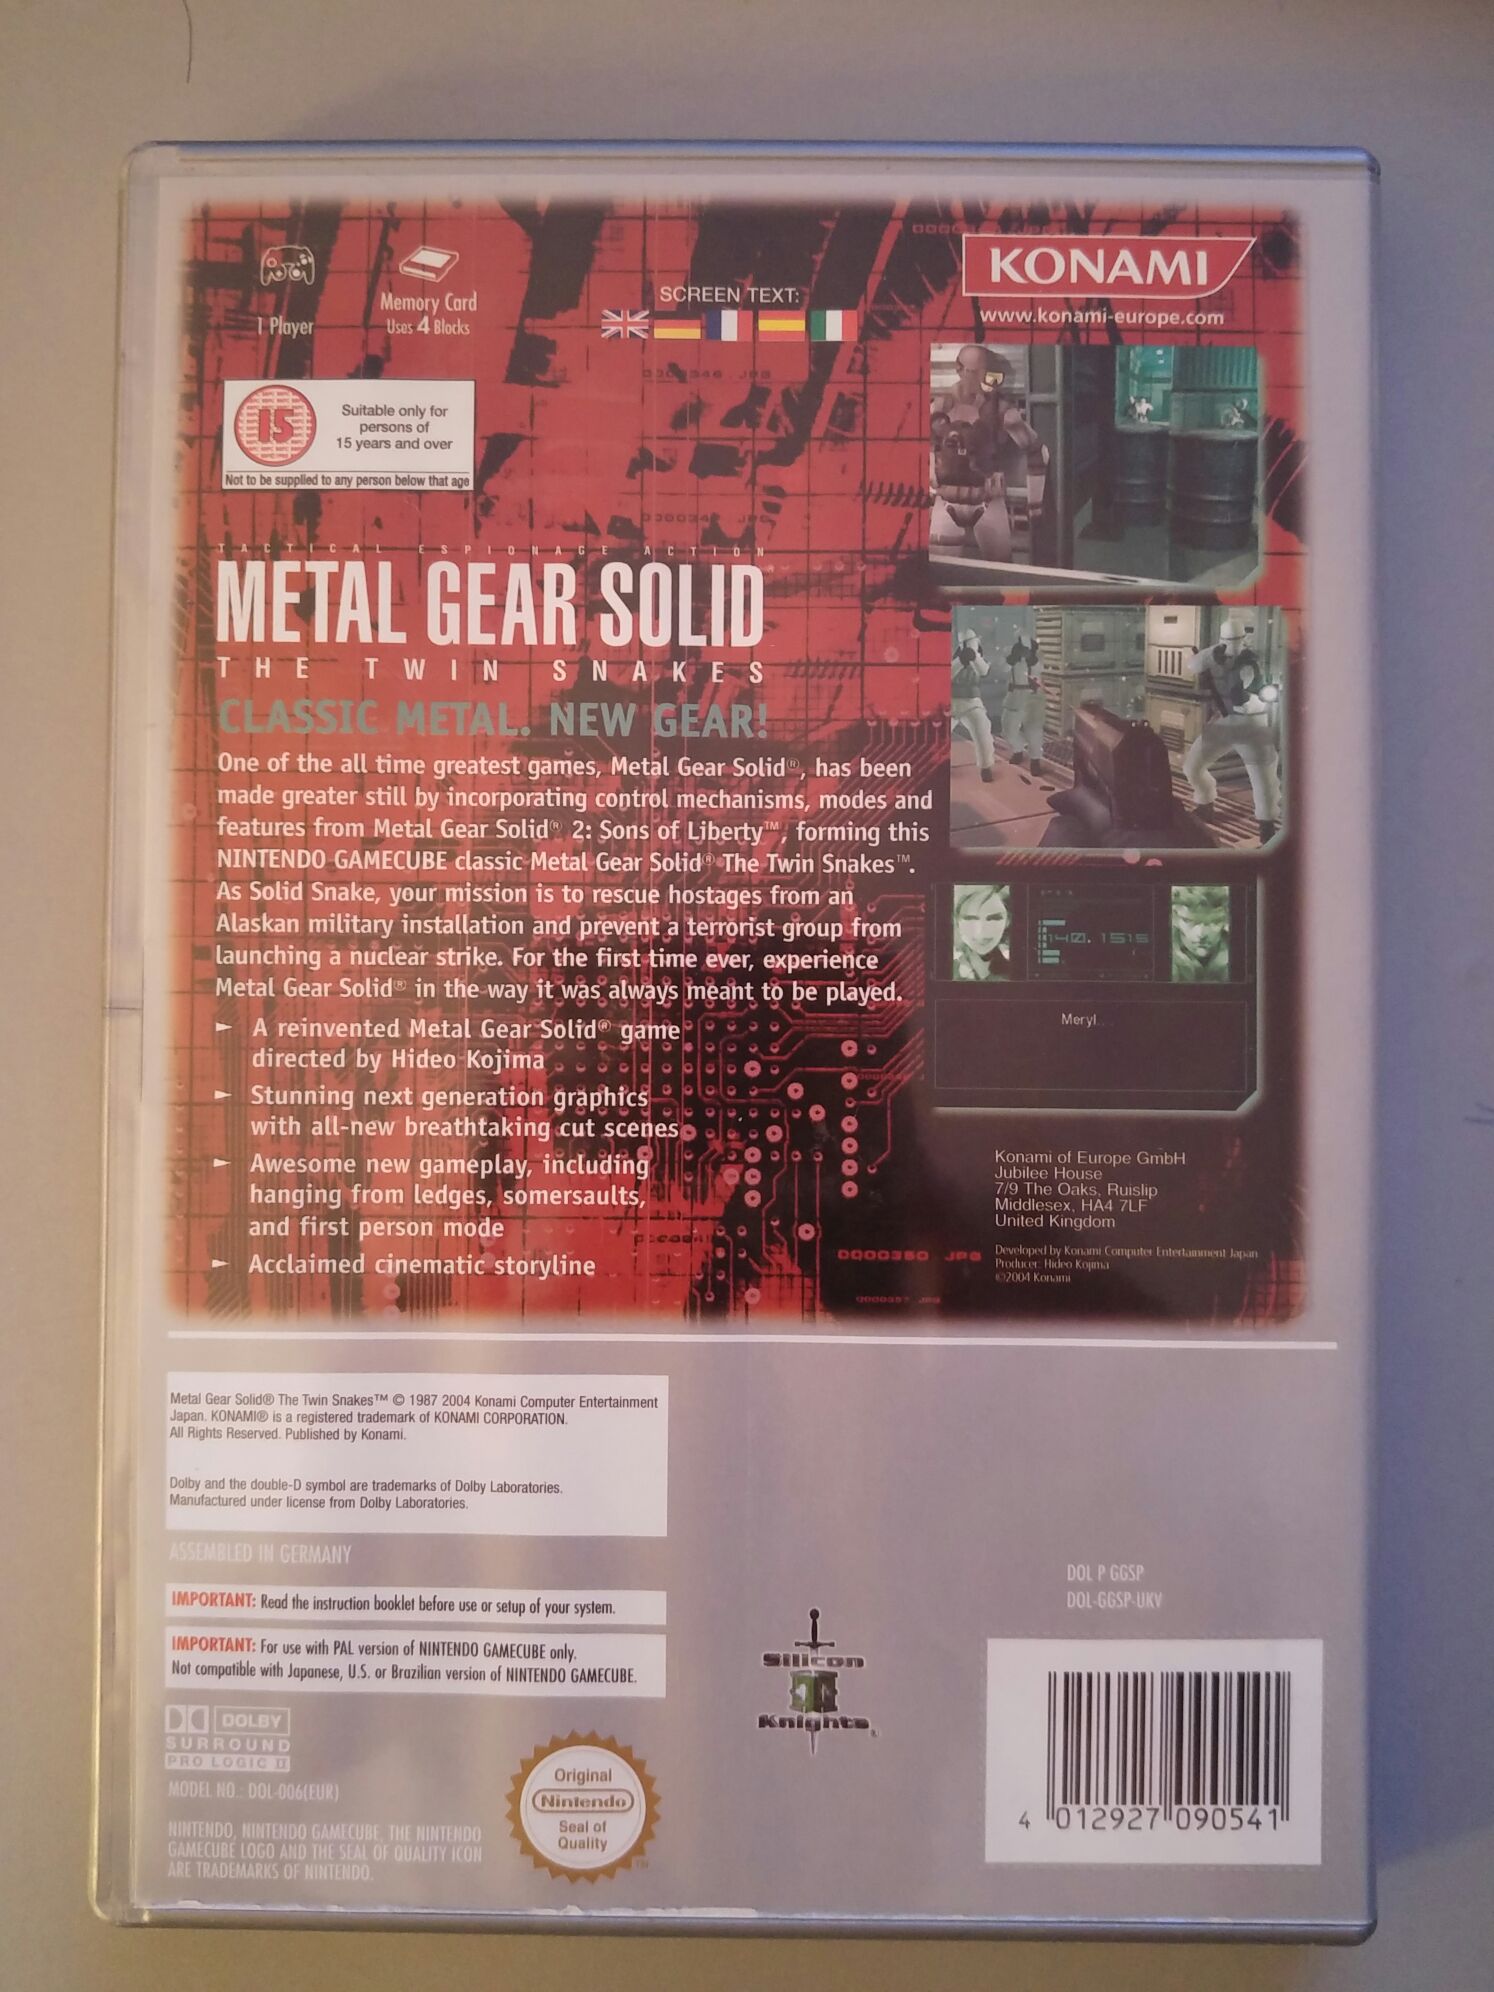 KONAMI
www.konami-europe.com
1 Player
Memory Card
Uses 4 Blocks
SCREEN TEXT:
15
Suitable only for
persons of
15 years and over
Not to be supplied to any person below that age
TACTICAL ESPIONAGE ACTION
METAL GEAR SOLID
THE TWIN SNAKES
CLASSIC METAL. NEW GEAR!
One of the all time greatest games, Metal Gear Solid®, has been
made greater still by incorporating control mechanisms, modes and
features from Metal Gear Solid® 2: Sons of Liberty™, forming this
NINTENDO GAMECUBE classic Metal Gear Solid® The Twin Snakes™.
As Solid Snake, your mission is to rescue hostages from an
Alaskan military installation and prevent a terrorist group from
launching a nuclear strike. For the first time ever, experience
Metal Gear Solid® in the way it was always meant to be played.
► A reinvented Metal Gear Solid® game
directed by Hideo Kojima
► Stunning next generation graphics
with all-new breathtaking cut scenes
► Awesome new gameplay, including
hanging from ledges, somersaults,
and first person mode
► Acclaimed cinematic storyline
140.15
Meryl...
Konami of Europe GmbH
Jubilee House
7/9 The Oaks, Ruislip
Middlesex, HA4 7LF
United Kingdom
Developed by Konami Computer Entertainment Japan
Producer: Hideo Kojima
©2004 Konami
Metal Gear Solid® The Twin Snakes™ © 1987 2004 Konami Computer Entertainment
Japan. KONAMI® is a registered trademark of KONAMI CORPORATION.
All Rights Reserved. Published by Konami.
Dolby and the double-D symbol are trademarks of Dolby Laboratories.
Manufactured under license from Dolby Laboratories.
ASSEMBLED IN GERMANY
IMPORTANT: Read the instruction booklet before use or setup of your system.
IMPORTANT: For use with PAL version of NINTENDO GAMECUBE only.
Not compatible with Japanese, U.S. or Brazilian version of NINTENDO GAMECUBE.
DOLBY
SURROUND
PRO LOGIC II
MODEL NO.: DOL-006(EUR)
NINTENDO, NINTENDO GAMECUBE, THE NINTENDO
GAMECUBE LOGO AND THE SEAL OF QUALITY ICON
ARE TRADEMARKS OF NINTENDO.
Original
Nintendo
Seal of
Quality
TM
Silicon
Knights
DOL P GGSP
DOL-GGSP-UKV
4 012927 090541